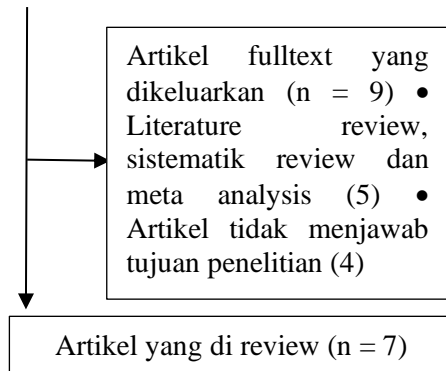 Artikel fulltext yang
dikeluarkan (n = 9) •
Literature review,
sistematik review dan
meta analysis (5) •
Artikel tidak menjawab
tujuan penelitian (4)
Artikel yang di review (n = 7)